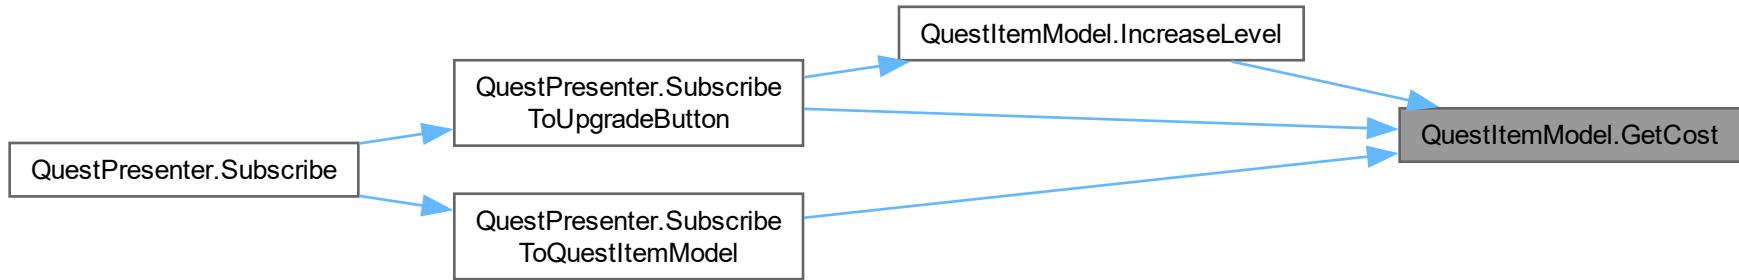 QuestItemModel.IncreaseLevel
QuestPresenter.Subscribe
ToUpgradeButton
QuestItemModel.GetCost
QuestPresenter.Subscribe
QuestPresenter.Subscribe
ToQuestItemModel